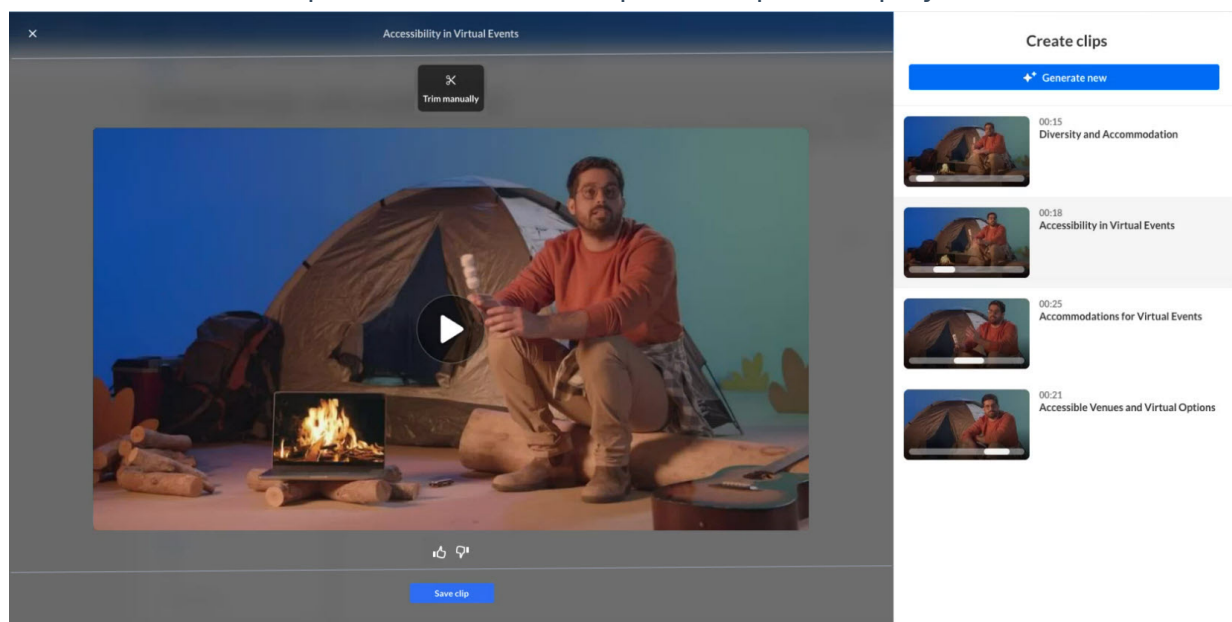 Accessibility in Virtual Events
Trim manually
Save clip
Create clips
Generate new
00:15
Diversity and Accommodation
00:18
Accessibility in Virtual Events
00:25
Accommodations for Virtual Events
00:21
Accessible Venues and Virtual Options